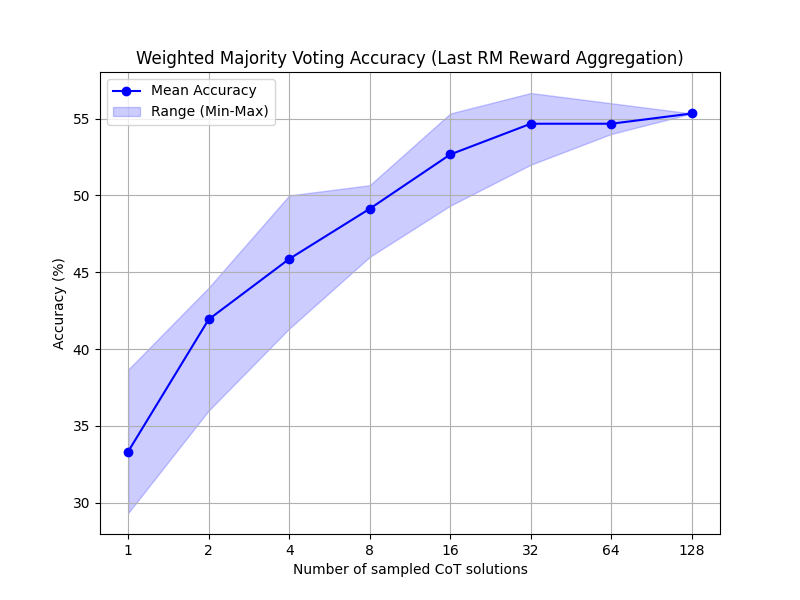 Weighted Majority Voting Accuracy (Last RM Reward Aggregation)
Mean Accuracy
Range (Min-Max)
Accuracy (%)
55
50
45
40
35
30
1 2 4 8 16 32 64 128
Number of sampled CoT solutions